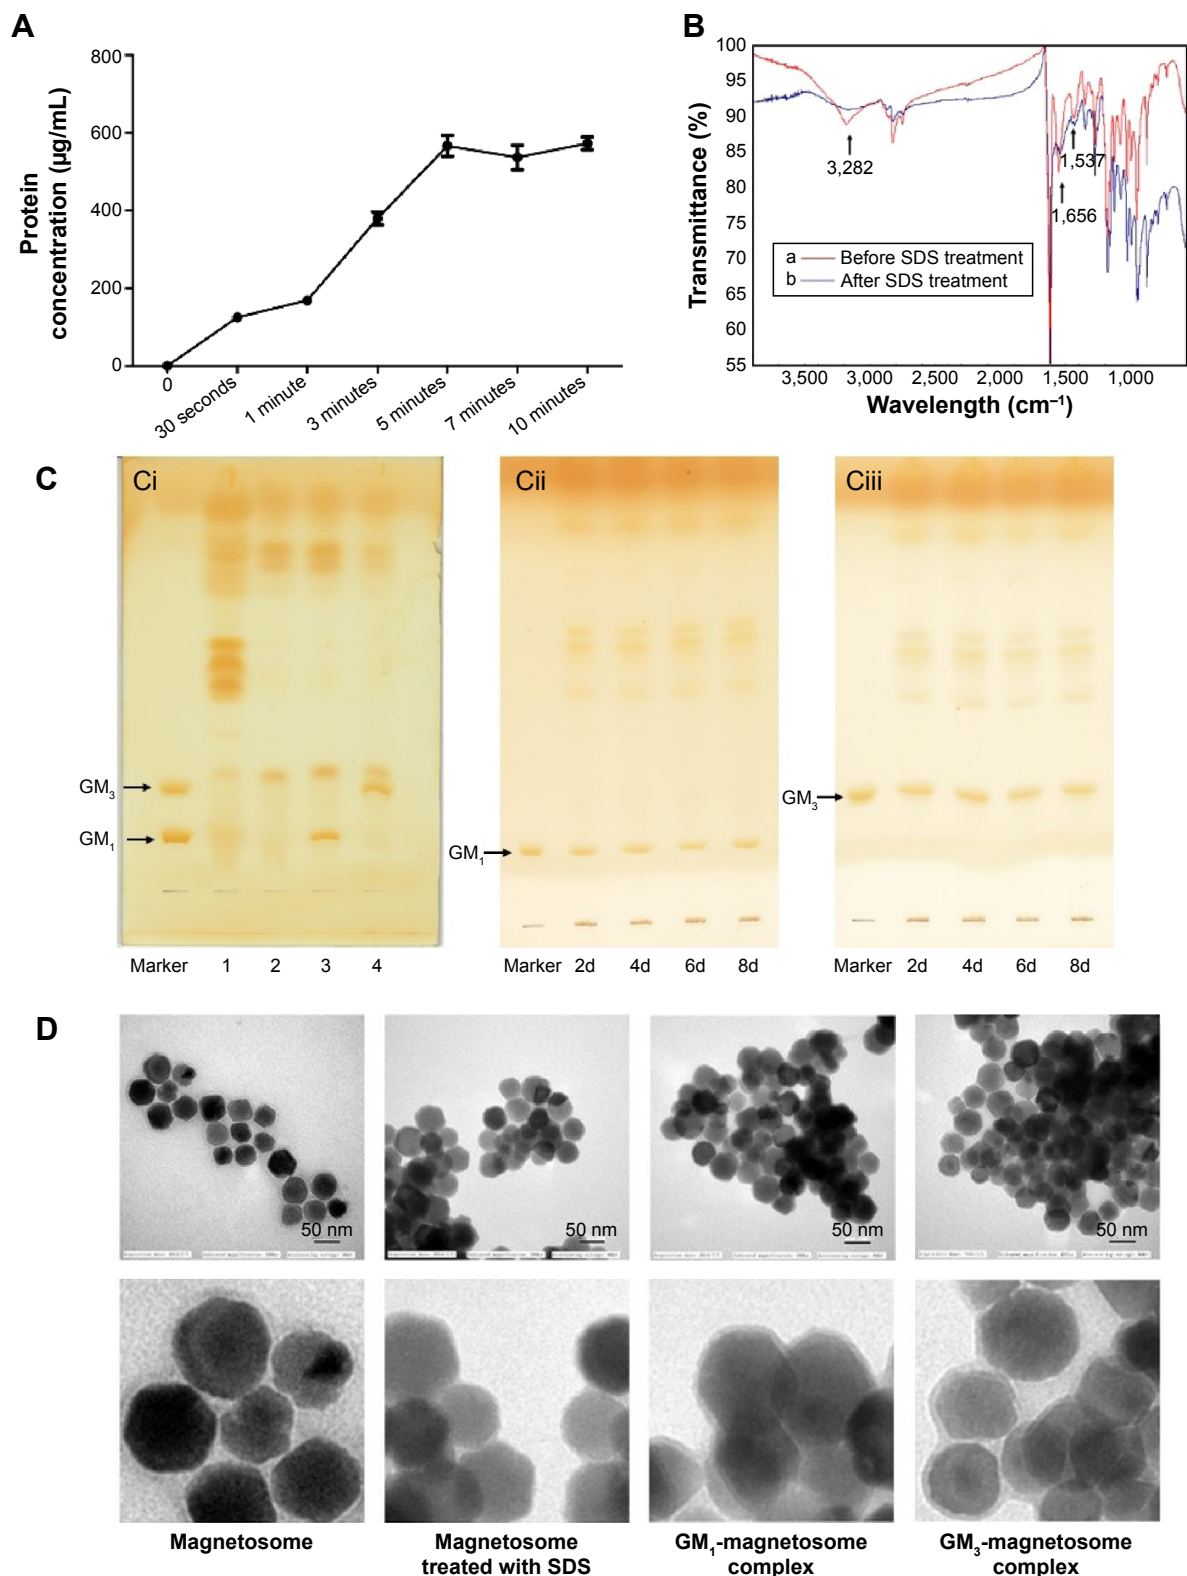 A
800
600
400
200
0
Protein
concentration (µg/mL)
0
30 seconds
1 minute
3 minutes
5 minutes
7 minutes
10 minutes
B
100
95
90
85
80
75
70
65
60
55
Transmittance (%)
3,282
1,537
1,656
a Before SDS treatment
b After SDS treatment
3,500 3,000 2,500 2,000 1,500 1,000
Wavelength (cm⁻¹)
C
Ci
GM₃
GM₁
Marker 1 2 3 4
Cii
GM₁
Marker 2d 4d 6d 8d
Ciii
GM₃
Marker 2d 4d 6d 8d
D
50 nm
50 nm
50 nm
50 nm
Magnetosome
Magnetosome
treated with SDS
GM₁-magnetosome
complex
GM₃-magnetosome
complex